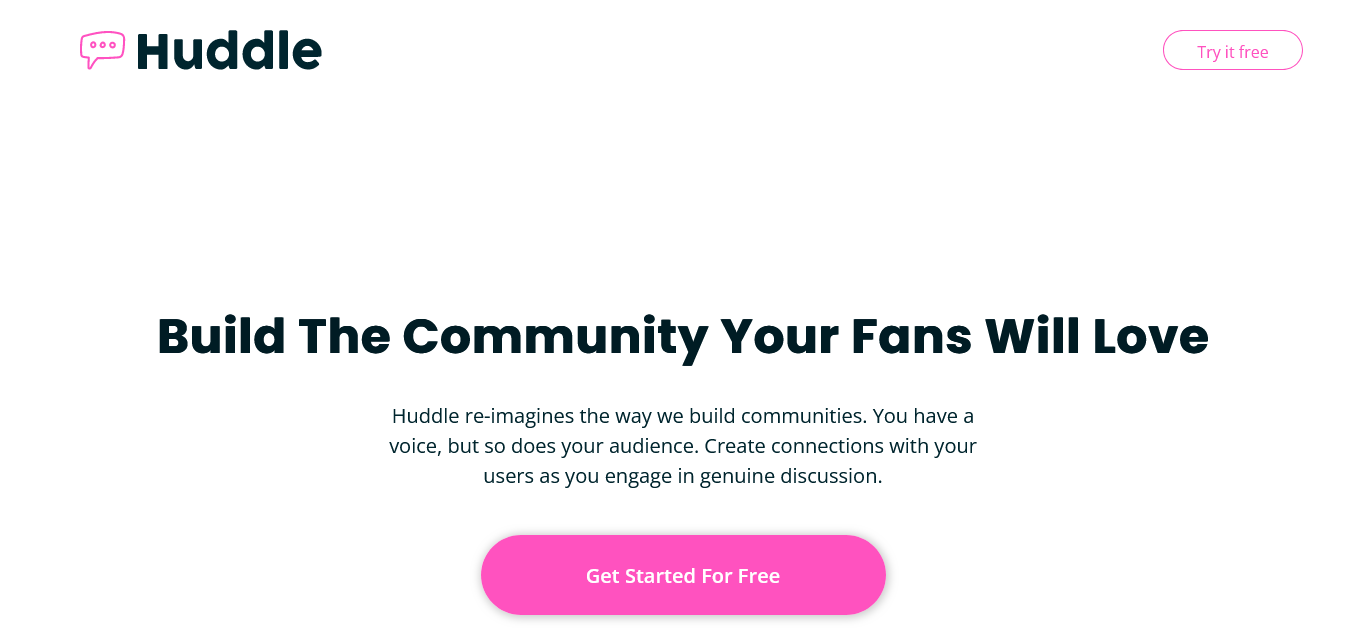 Huddle
Try it free
Build The Community Your Fans Will Love
Huddle re-imagines the way we build communities. You have a
voice, but so does your audience. Create connections with your
users as you engage in genuine discussion.
Get Started For Free